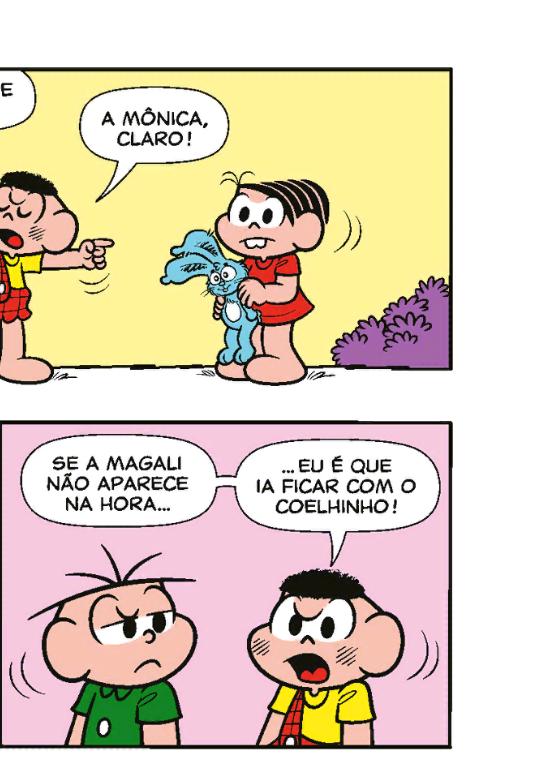 E
A MÔNICA,
CLARO!
SE A MAGALI
NÃO APARECE
NA HORA...
...EU É QUE
IA FICAR COM O
COELHINHO!